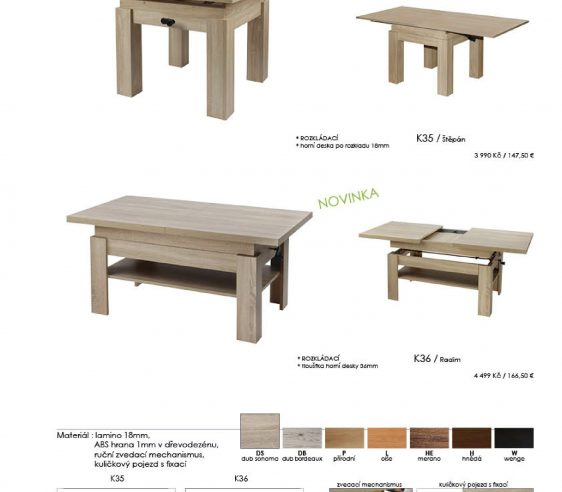 * ROZKLÁDACÍ
* horní deska po rozkladu 18mm
K35 / Štěpán
3 990 Kč / 147,50 €
NOVINKA
* ROZKLÁDACÍ
* tloušťka horní desky 36mm
K36 / Rasim
4 499 Kč / 166,50 €
Materiál : lamino 18mm,
ABS hrana 1mm v dřevodezénu,
ruční zvedací mechanismus,
kuličkový pojezd s fixací
DS DB P L HE H W
dub sonoma dub bordeaux přírodní olše merano hnědá wenge
K35 K36
zvedací mechanismus kuličkový pojezd s fixací